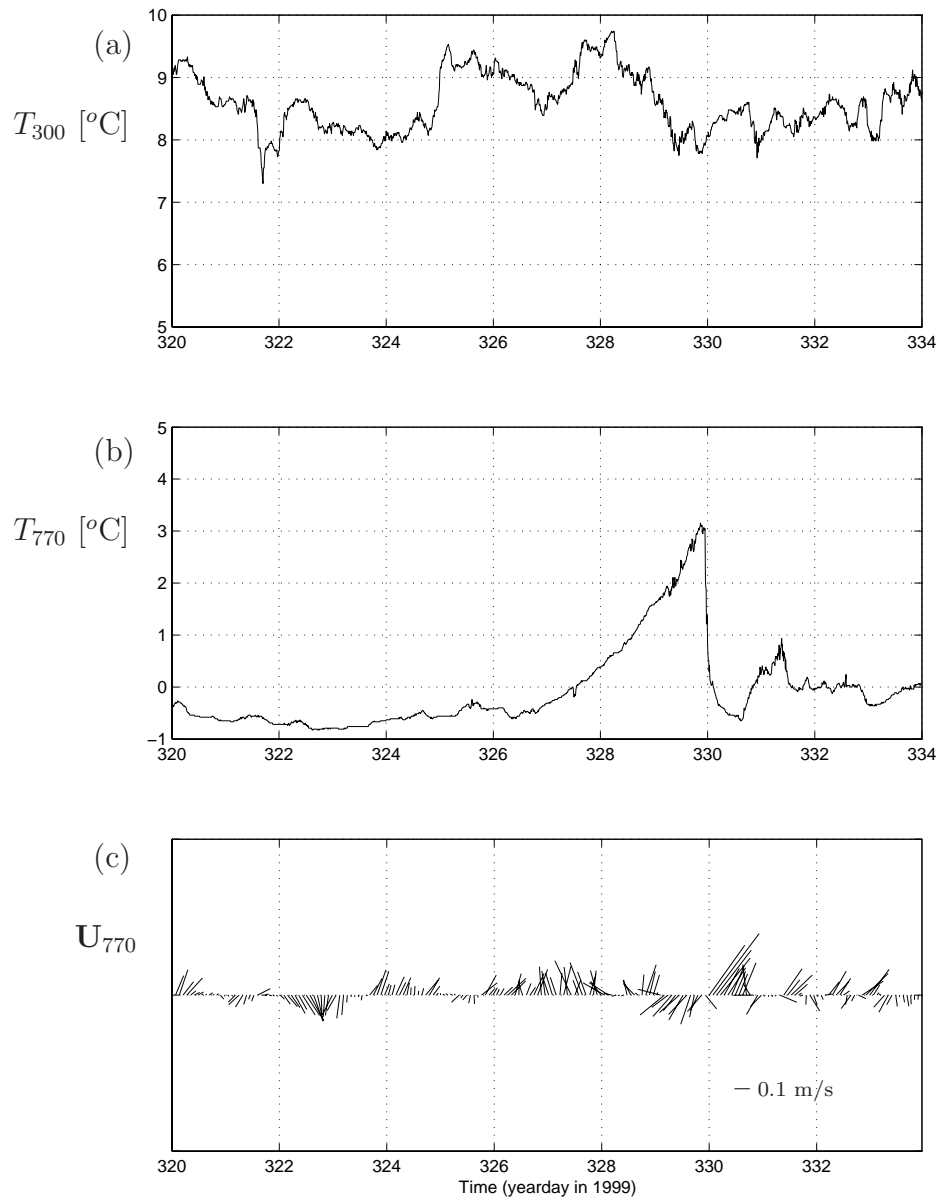 (a)
T₃₀₀ [ᵒC]
10
9
8
7
6
5
320 322 324 326 328 330 332 334
(b)
T₇₇₀ [ᵒC]
5
4
3
2
1
0
−1
320 322 324 326 328 330 332 334
(c)
U₇₇₀
0.1 m/s
320 322 324 326 328 330 332
Time (yearday in 1999)